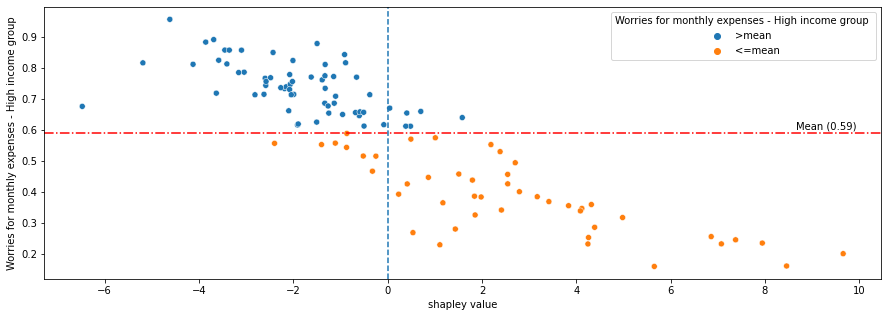 Worries for monthly expenses - High income group
>mean
<=mean
Mean (0.59)
Worries for monthly expenses - High income group
0.9
0.8
0.7
0.6
0.5
0.4
0.3
0.2
−6
−4
−2
0
2
4
6
8
10
shapley value